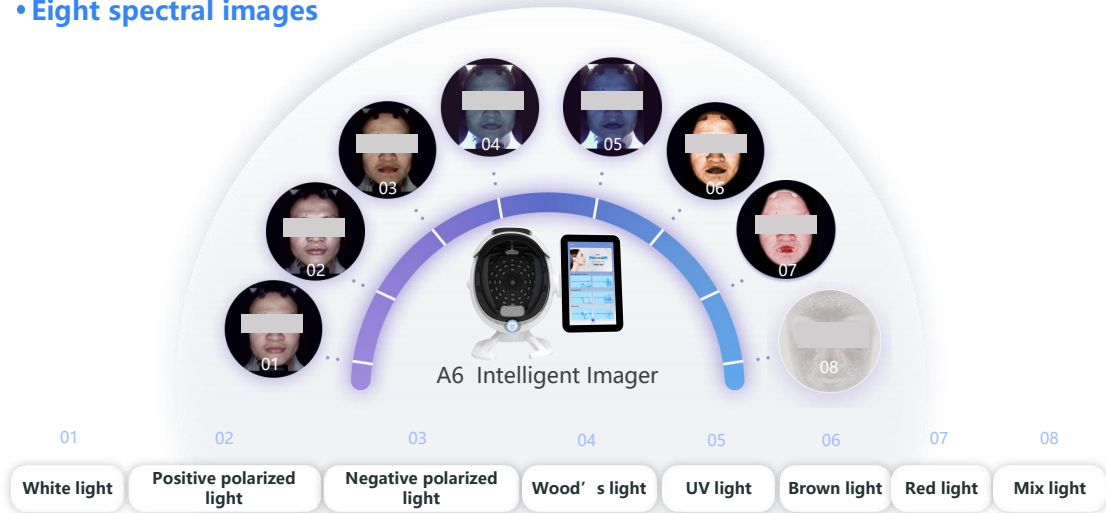 • Eight spectral images
04
05
03
06
02
07
01
08
A6 Intelligent Imager
01
02
03
04
05
06
07
08
White light
Positive polarized
light
Negative polarized
light
Wood’s light
UV light
Brown light
Red light
Mix light